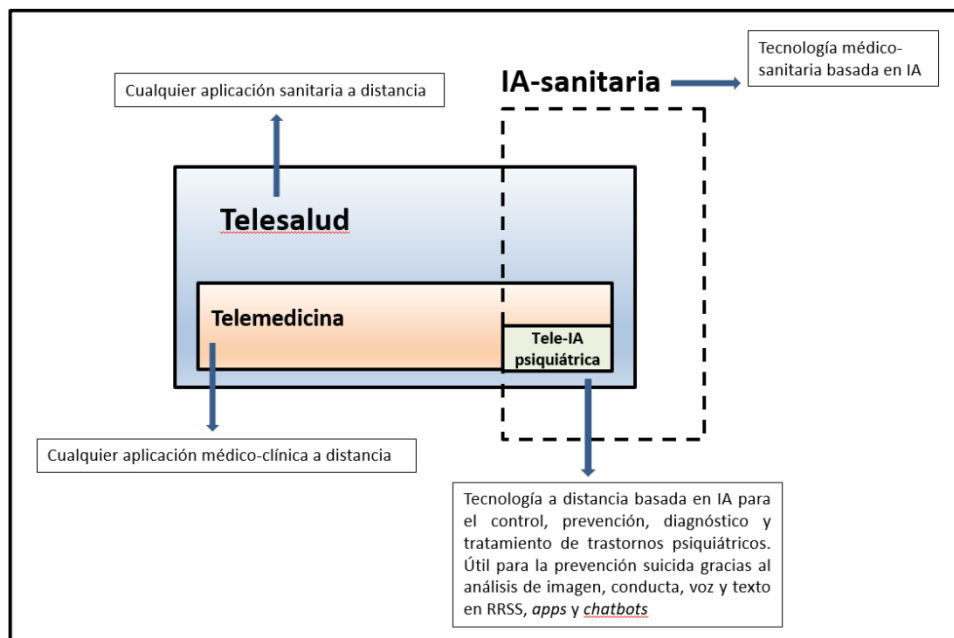 Tecnología médico-
sanitaria basada en IA
IA-sanitaria
Cualquier aplicación sanitaria a distancia
Telesalud
Telemedicina
Tele-IA
psiquiátrica
Cualquier aplicación médico-clínica a distancia
Tecnología a distancia basada en IA para
el control, prevención, diagnóstico y
tratamiento de trastornos psiquiátricos.
Útil para la prevención suicida gracias al
análisis de imagen, conducta, voz y texto
en RRSS, apps y chatbots